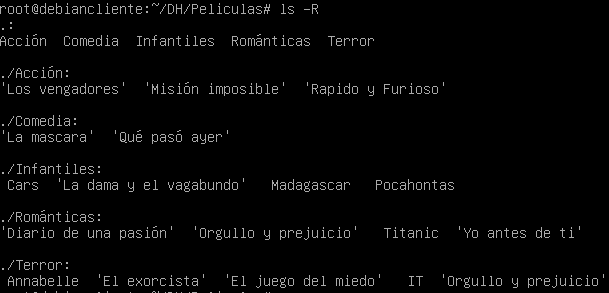 root@debiancliente:~/DH/Peliculas# ls -R
.:
Acción  Comedia  Infantiles  Románticas  Terror
./Acción:
'Los vengadores'  'Misión imposible'  'Rapido y Furioso'
./Comedia:
'La mascara'  'Qué pasó ayer'
./Infantiles:
Cars  'La dama y el vagabundo'  Madagascar  Pocahontas
./Románticas:
'Diario de una pasión'  'Orgullo y prejuicio'  Titanic  'Yo antes de ti'
./Terror:
Annabelle  'El exorcista'  'El juego del miedo'  IT  'Orgullo y prejuicio'